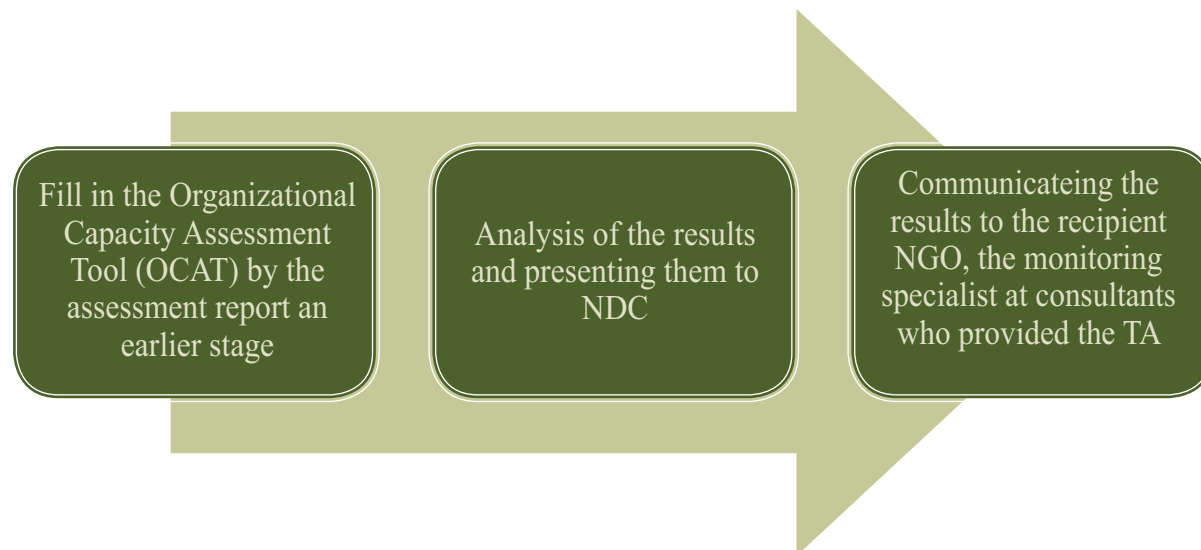 Fill in the Organizational
Capacity Assessment
Tool (OCAT) by the
assessment report an
earlier stage
Analysis of the results
and presenting them to
NDC
Communicateing the
results to the recipient
NGO, the monitoring
specialist at consultants
who provided the TA